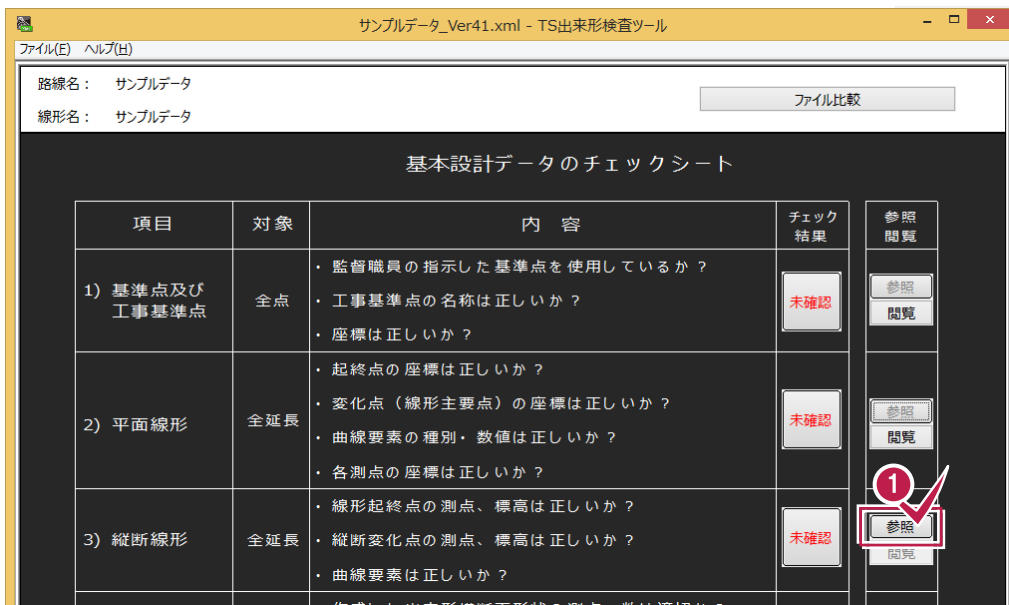 サンプルデータ_Ver41.xml - TS出来形検査ツール
ファイル(F) ヘルプ(H)
路線名： サンプルデータ
ファイル比較
線形名： サンプルデータ
基本設計データのチェックシート
項目 対象 内 容 チェック結果 参照閲覧
1) 基準点及び工事基準点 全点
・ 監督職員の指示した基準点を使用しているか？
・ 工事基準点の名称は正しいか？
・ 座標は正しいか？
未確認
参照
閲覧
2) 平面線形 全延長
・ 起終点の座標は正しいか？
・ 変化点（線形主要点）の座標は正しいか？
・ 曲線要素の種別・数値は正しいか？
・ 各測点の座標は正しいか？
未確認
参照
閲覧
3) 縦断線形 全延長
・ 線形起終点の測点、標高は正しいか？
・ 縦断変化点の測点、標高は正しいか？
・ 曲線要素は正しいか？
未確認
1
参照
閲覧